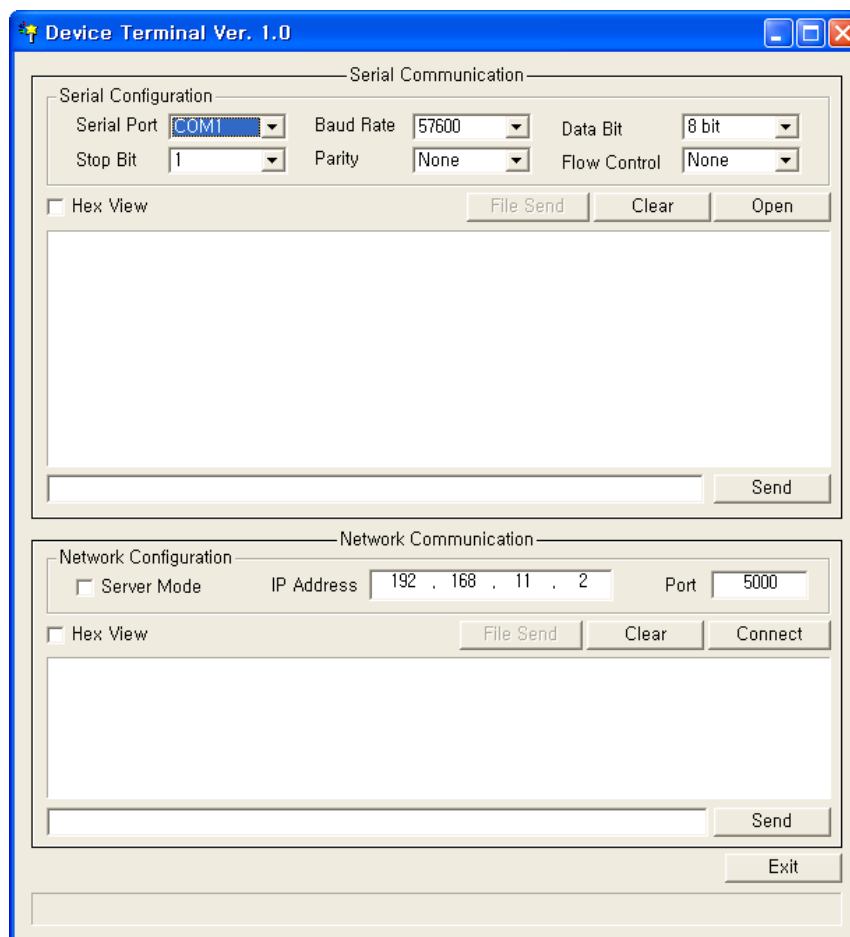 Device Terminal Ver. 1.0
Serial Communication
Serial Configuration
Serial Port COM1 Baud Rate 57600 Data Bit 8 bit
Stop Bit 1 Parity None Flow Control None
Hex View File Send Clear Open
Send
Network Communication
Network Configuration
Server Mode IP Address 192 . 168 . 11 . 2 Port 5000
Hex View File Send Clear Connect
Send
Exit